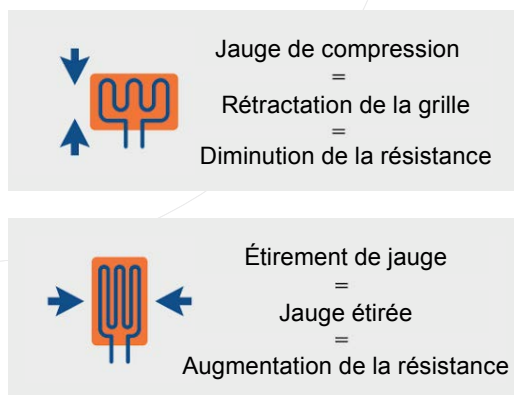 Jauge de compression
=
Rétractation de la grille
=
Diminution de la résistance
Étirement de jauge
=
Jauge étirée
=
Augmentation de la résistance